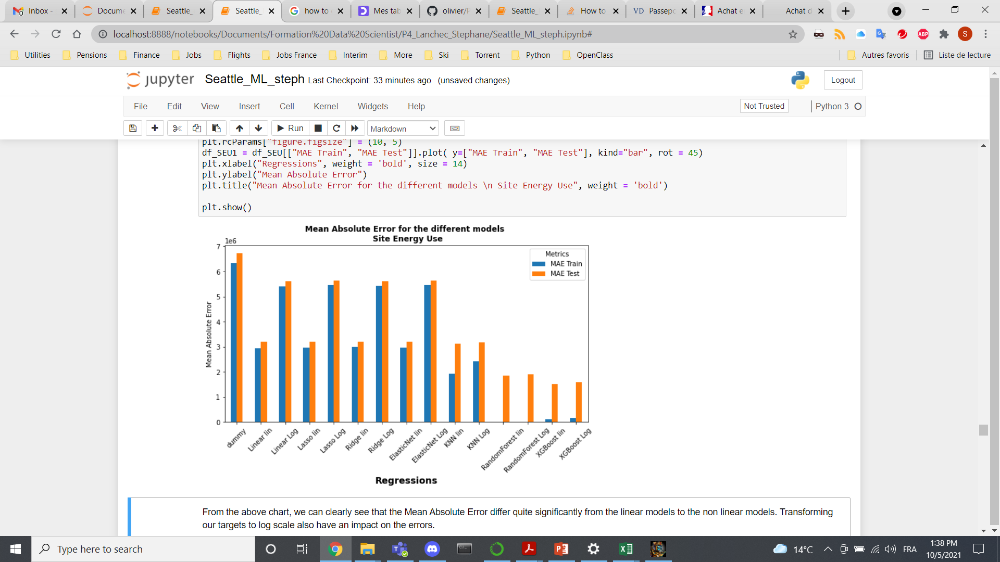 Inbox -
Docume
Seattle_
Seattle_
how to
Mes tab
olivier/P
Seattle_
How to
VD Passepo
Achat e
Achat d
localhost:8888/notebooks/Documents/Formation%20Data%20Scientist/P4_Lanchec_Stephane/Seattle_ML_steph.ipynb#
ABP
S
Utilities
Pensions
Finance
Jobs
Flights
Jobs France
Interim
More
Ski
Torrent
Python
OpenClass
Autres favoris
Liste de lecture
jupyter Seattle_ML_steph Last Checkpoint: 33 minutes ago (unsaved changes)
Logout
File Edit View Insert Cell Kernel Widgets Help
Not Trusted
Python 3
Run
Markdown
plt.rcParams["figure.figsize"] = (10, 5)
df_SEU1 = df_SEU[["MAE Train", "MAE Test"]].plot( y=["MAE Train", "MAE Test"], kind="bar", rot = 45)
plt.xlabel("Regressions", weight = 'bold', size = 14)
plt.ylabel("Mean Absolute Error")
plt.title("Mean Absolute Error for the different models \n Site Energy Use", weight = 'bold')
plt.show()
Mean Absolute Error for the different models
Site Energy Use
1e6
7
6
5
4
3
2
1
0
Mean Absolute Error
Metrics
MAE Train
MAE Test
dummy
Linear lin
Linear Log
Lasso lin
Lasso Log
Ridge lin
Ridge Log
ElasticNet lin
ElasticNet Log
KNN lin
KNN Log
RandomForest lin
RandomForest Log
XGBoost lin
XGBoost Log
Regressions
From the above chart, we can clearly see that the Mean Absolute Error differ quite significantly from the linear models to the non linear models. Transforming
our targets to log scale also have an impact on the errors.
Type here to search
14°C
FRA
1:38 PM
10/5/2021